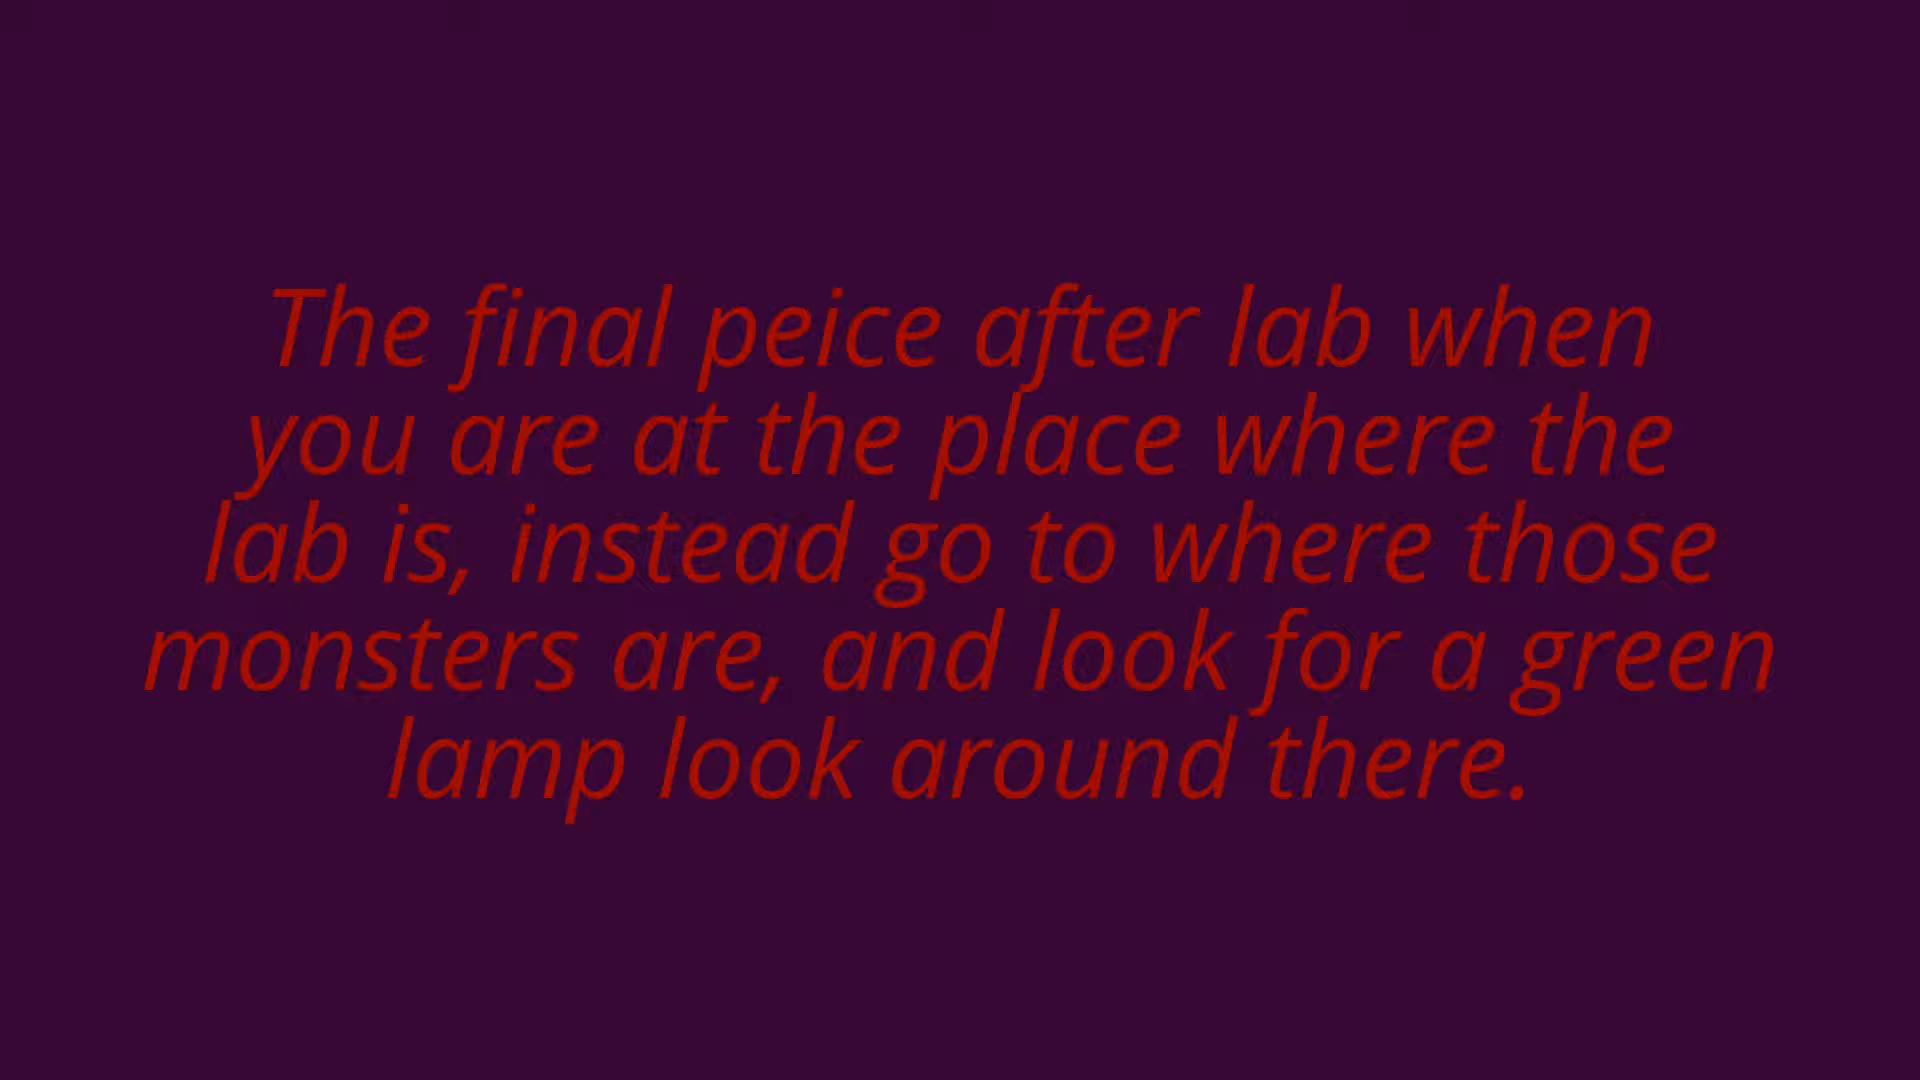 The final peice after lab when
you are at the place where the
lab is, instead go to where those
monsters are, and look for a green
lamp look around there.